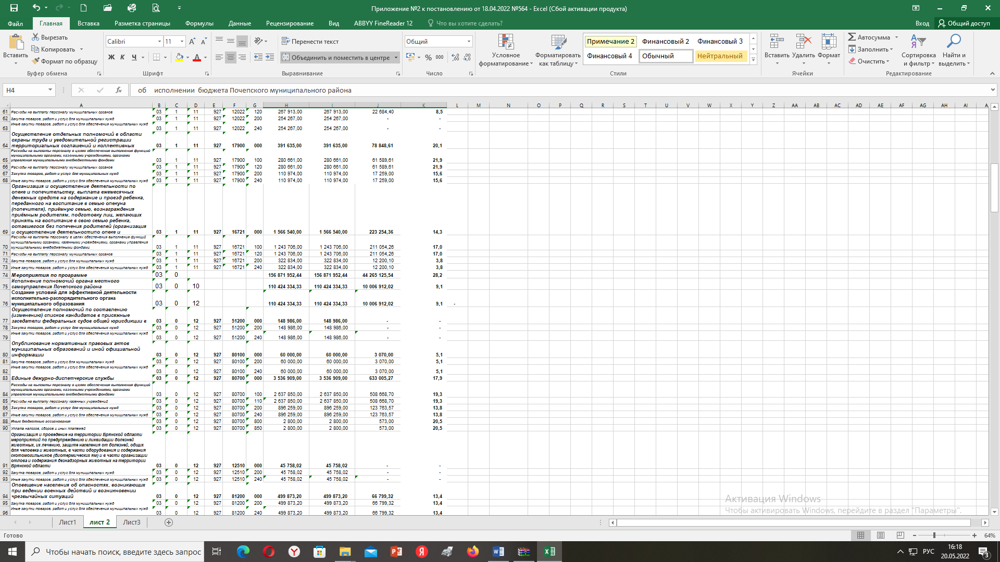 Приложение №2 к постановлению от 18.04.2022 №564 - Excel (Сбой активации продукта)
Файл Главная Вставка Разметка страницы Формулы Данные Рецензирование Вид ABBYY FineReader 12 Что вы хотите сделать? Вход Общий доступ
Вставить
Вырезать
Копировать
Формат по образцу
Буфер обмена
Calibri 11
Ж К Ч
Шрифт
Перенести текст
Объединить и поместить в центре
Выравнивание
Общий
% 000
Число
Условное форматирование
Форматировать как таблицу
Примечание 2 Финансовый 2 Финансовый 3
Финансовый 4 Обычный Нейтральный
Стили
Вставить Удалить Формат
Ячейки
Автосумма
Заполнить
Очистить
Сортировка и фильтр
Найти и выделить
Редактирование
H4 fx об исполнении бюджета Почепского муниципального района
A B C D E F G H I J K L M N O P Q R S T U V W X Y Z AA AB AC AD AE AF AG AH AI
61 Расходы на выплату персоналу муниципальных органов 03 1 11 927 12022 120 267 913,00 267 913,00 22 684,40 8,5
62 Закупка товаров, работ и услуг для муниципальных нужд 03 1 11 927 12022 200 254 267,00 254 267,00 - -
63 Иные закупки товаров, работ и услуг для обеспечения муниципальных нужд 03 1 11 927 12022 240 254 267,00 254 267,00 - -
Осуществление отдельных полномочий в области
охраны труда и уведомительной регистрации
64 территориальных соглашений и коллективных 03 1 11 927 17900 000 391 635,00 391 635,00 78 848,61 20,1
Расходы на выплаты персоналу в целях обеспечения выполнения функций
муниципальными органами, казенными учреждениями, органами
65 управления муниципальными внебюджетными фондами 03 1 11 927 17900 100 280 661,00 280 661,00 61 589,61 21,9
66 Расходы на выплату персоналу муниципальных органов 03 1 11 927 17900 120 280 661,00 280 661,00 61 589,61 21,9
67 Закупка товаров, работ и услуг для муниципальных нужд 03 1 11 927 17900 200 110 974,00 110 974,00 17 259,00 15,6
68 Иные закупки товаров, работ и услуг для обеспечения муниципальных нужд 03 1 11 927 17900 240 110 974,00 110 974,00 17 259,00 15,6
Организация и осуществление деятельности по
опеке и попечительству, выплата ежемесячных
денежных средств на содержание и проезд ребенка,
переданного на воспитание в семью опекуна
(попечителя), приёмную семью, вознаграждения
приёмным родителям, подготовку лиц, желающих
принять на воспитание в свою семью ребенка,
оставшегося без попечения родителей (организация
69 и осуществление деятельностипо опеке и 03 1 11 927 16721 000 1 566 540,00 1 566 540,00 223 254,36 14,3
Расходы на выплаты персоналу в целях обеспечения выполнения функций
муниципальными органами, казенными учреждениями, органами управления
70 муниципальными внебюджетными фондами 03 1 11 927 16721 100 1 243 706,00 1 243 706,00 211 054,26 17,0
71 Расходы на выплату персоналу муниципальных органов 03 1 11 927 16721 120 1 243 706,00 1 243 706,00 211 054,26 17,0
72 Закупка товаров, работ и услуг для муниципальных нужд 03 1 11 927 16721 200 322 834,00 322 834,00 12 200,10 3,8
73 Иные закупки товаров, работ и услуг для обеспечения муниципальных нужд 03 1 11 927 16721 240 322 834,00 322 834,00 12 200,10 3,8
74 Мероприятия по программе 03 0 156 871 952,44 156 871 952,44 44 265 125,54 28,2
Исполнение полномочий органа местного
75 самоуправления Почепского района 03 0 10 110 424 334,33 110 424 334,33 10 006 912,02 9,1
Создание условий для эффективной деятельности
исполнительно-распорядительного органа
76 муниципального образования 03 0 12 110 424 334,33 110 424 334,33 10 006 912,02 9,1 -
Осуществление полномочий по составлению
(изменению) списков кандидатов в присяжные
77 заседатели федеральных судов общей юрисдикции в 03 0 12 927 51200 000 148 986,00 148 986,00 - -
78 Закупка товаров, работ и услуг для муниципальных нужд 03 0 12 927 51200 200 148 986,00 148 986,00 - -
79 Иные закупки товаров, работ и услуг для обеспечения муниципальных нужд 03 0 12 927 51200 240 148 986,00 148 986,00 - -
Опубликование нормативных правовых актов
муниципальных образований и иной официальной
80 информации 03 0 12 927 80100 000 60 000,00 60 000,00 3 070,00 5,1
81 Закупка товаров, работ и услуг для муниципальных нужд 03 0 12 927 80100 200 60 000,00 60 000,00 3 070,00 5,1
82 Иные закупки товаров, работ и услуг для обеспечения муниципальных нужд 03 0 12 927 80100 240 60 000,00 60 000,00 3 070,00 5,1
83 Единые дежурно-диспетчерские службы 03 0 12 927 80700 000 3 536 909,00 3 536 909,00 633 005,27 17,9
Расходы на выплаты персоналу в целях обеспечения выполнения функций
муниципальными органами, казенными учреждениями, органами
84 управления муниципальными внебюджетными фондами 03 0 12 927 80700 100 2 637 850,00 2 637 850,00 508 668,70 19,3
85 Расходы на выплату персоналу казенных учреждений 03 0 12 927 80700 110 2 637 850,00 2 637 850,00 508 668,70 19,3
86 Закупка товаров, работ и услуг для муниципальных нужд 03 0 12 927 80700 200 896 259,00 896 259,00 123 763,57 13,8
87 Иные закупки товаров, работ и услуг для обеспечения муниципальных нужд 03 0 12 927 80700 240 896 259,00 896 259,00 123 763,57 13,8
88 Иные бюджетные ассигнования 03 0 12 927 80700 800 2 800,00 2 800,00 573,00 20,5
90 Уплата налогов, сборов и иных платежей 03 0 12 927 80700 850 2 800,00 2 800,00 573,00 20,5
Организация и проведение на территории Брянской области
мероприятий по предупреждению и ликвидации болезней
животных, их лечению, защите населения от болезней, общих
для человека и животных, в части оборудования и содержания
скотомогильников (биотермических ям) и в части организации
отлова и содержания безнадзорных животных на территории
91 Брянской области 03 0 12 927 12510 000 45 758,02 45 758,02 - -
92 Закупка товаров, работ и услуг для муниципальных нужд 03 0 12 927 12510 200 45 758,02 45 758,02 - -
93 Иные закупки товаров, работ и услуг для обеспечения муниципальных нужд 03 0 12 927 12510 240 45 758,02 45 758,02 - -
Оповещение населения об опасностях, возникающих
при ведении военных действий и возникновении
94 чрезвычайных ситуаций 03 0 12 927 81200 000 499 873,20 499 873,20 66 799,32 13,4
95 Закупка товаров, работ и услуг для муниципальных нужд 03 0 12 927 81200 200 499 873,20 499 873,20 66 799,32 13,4
96 Иные закупки товаров, работ и услуг для обеспечения муниципальных нужд 03 0 12 927 81200 240 499 873,20 499 873,20 66 799,32 13,4
Активация Windows
Чтобы активировать Windows, перейдите в раздел "Параметры".
Лист1 лист 2 Лист3
Готово 64%
Чтобы начать поиск, введите здесь запрос
РУС 16:18
20.05.2022 3